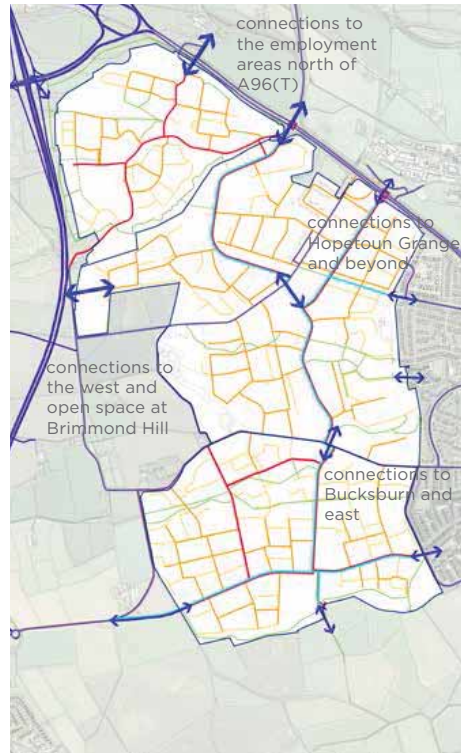 connections to
the employment
areas north of
A96(T)
connections to
Hopetoun Grange
and beyond
connections to
the west and
open space at
Brimmond Hill
connections to
Bucksburn and
east